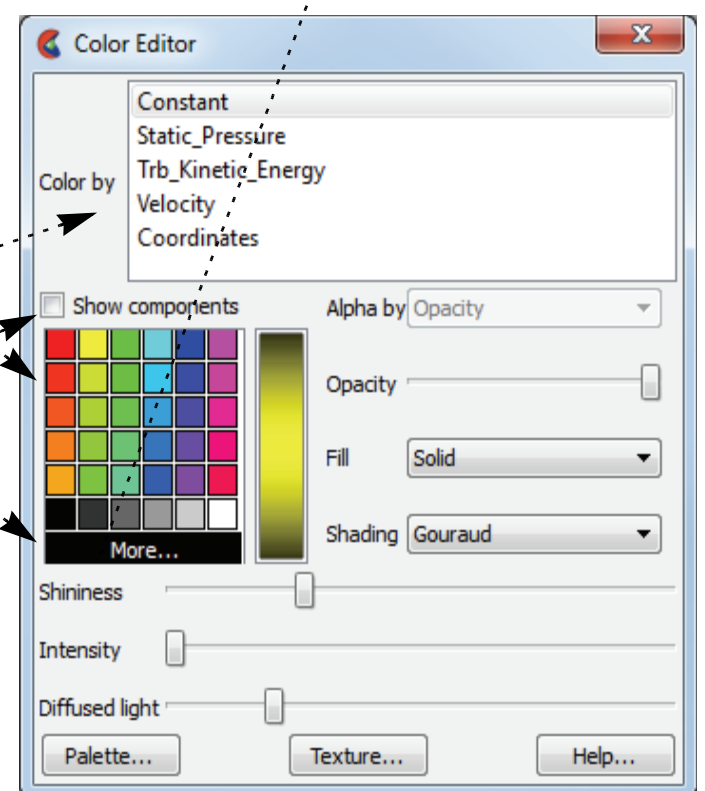 Color Editor
Constant
Static_Pressure
Trb_Kinetic_Energy
Color by
Velocity
Coordinates
Show components
Alpha by Opacity
Opacity
Fill Solid
Shading Gouraud
More...
Shininess
Intensity
Diffused light
Palette... Texture... Help...